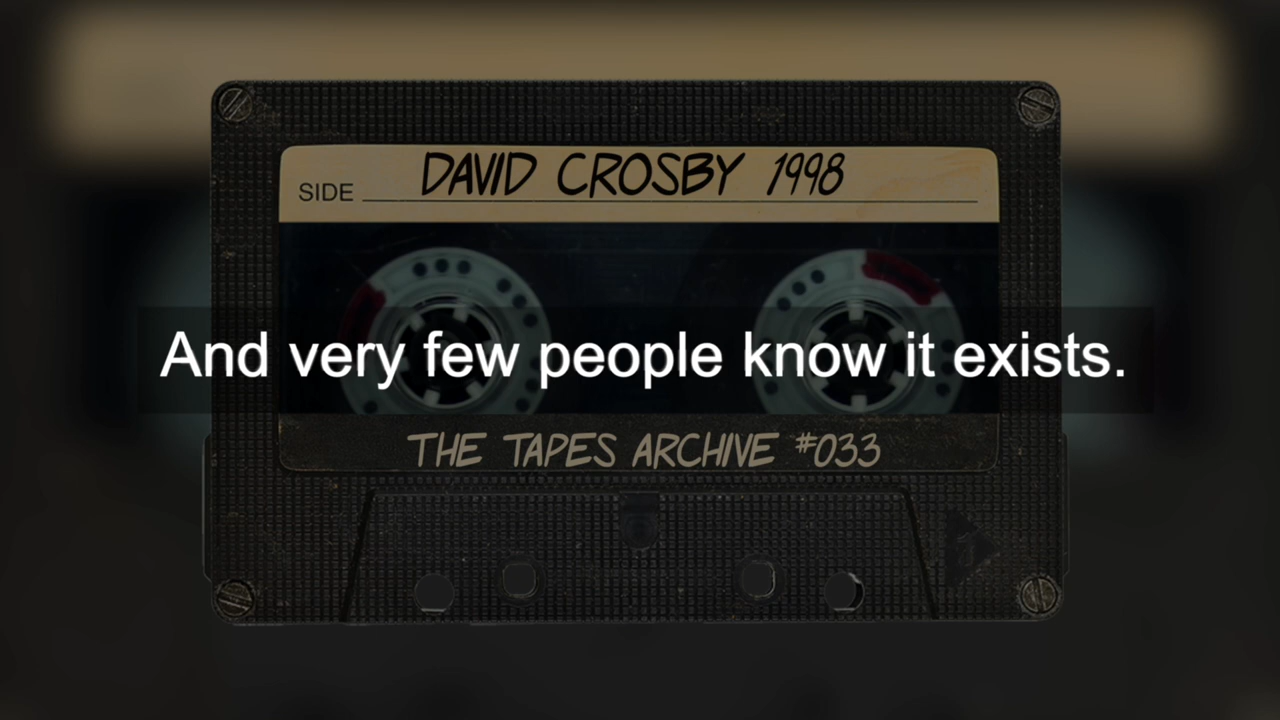 DAVID CROSBY 1998
SIDE
And very few people know it exists.
THE TAPES ARCHIVE #033